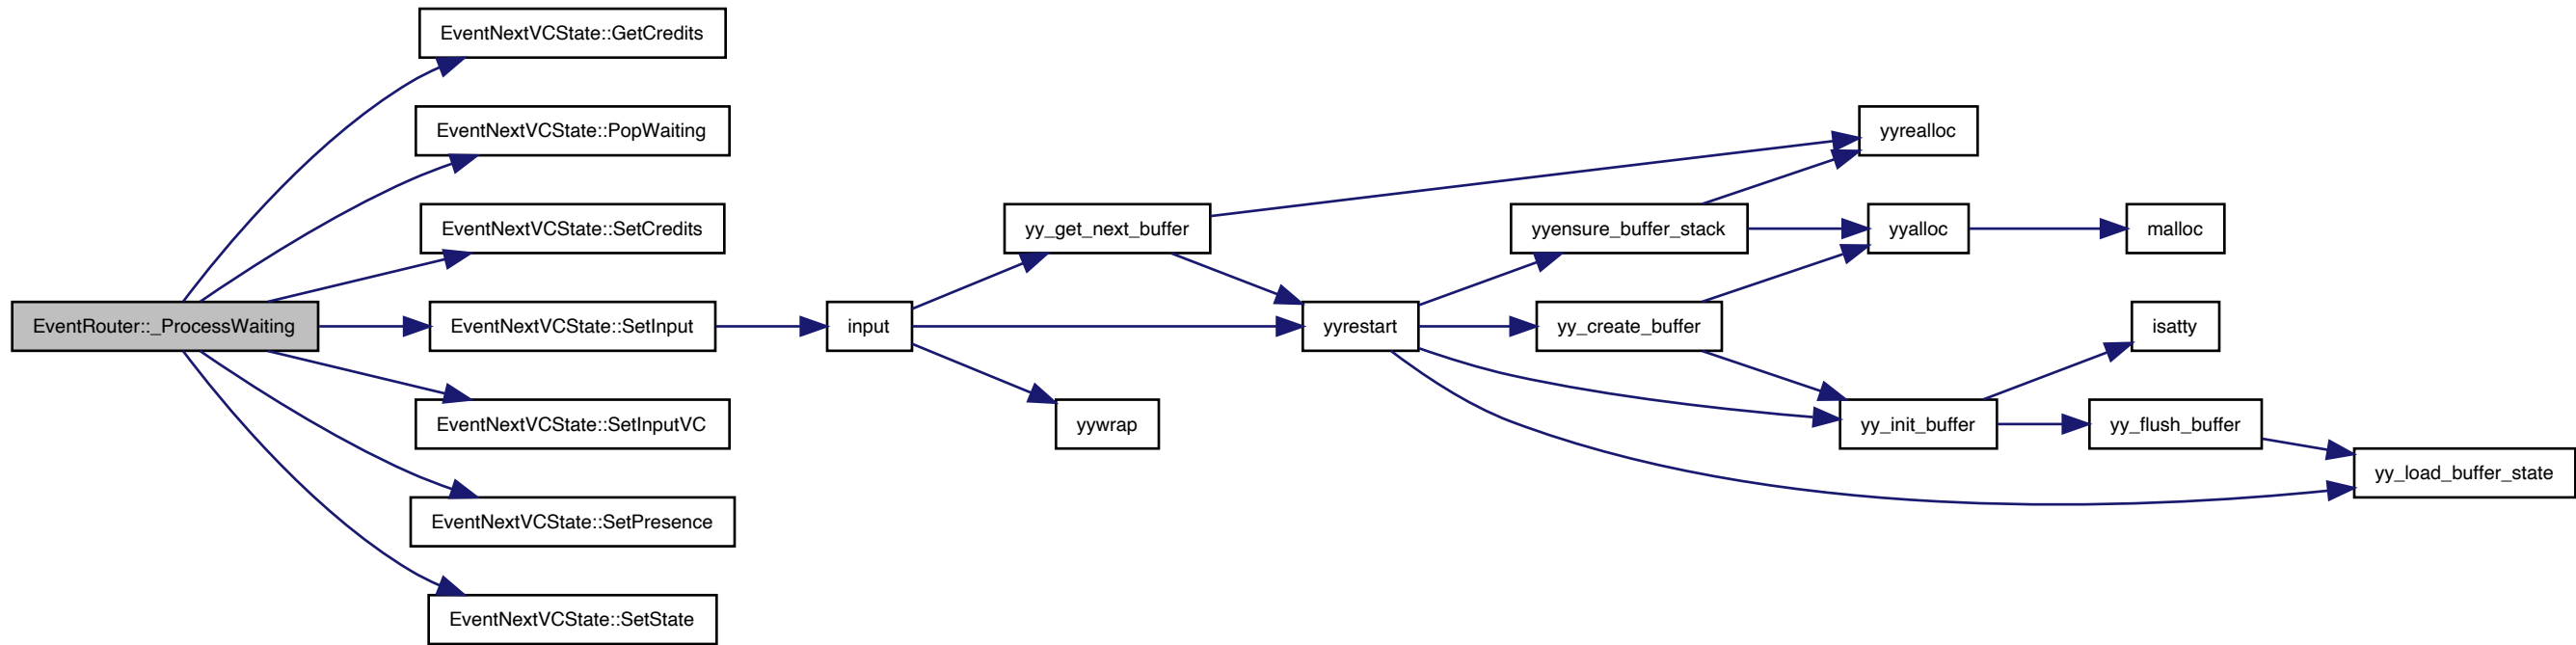 EventNextVCState::GetCredits
EventNextVCState::PopWaiting
yyrealloc
EventNextVCState::SetCredits
yy_get_next_buffer
yyensure_buffer_stack
yyalloc
malloc
EventRouter::_ProcessWaiting
EventNextVCState::SetInput
input
yyrestart
yy_create_buffer
isatty
EventNextVCState::SetInputVC
yywrap
yy_init_buffer
yy_flush_buffer
yy_load_buffer_state
EventNextVCState::SetPresence
EventNextVCState::SetState